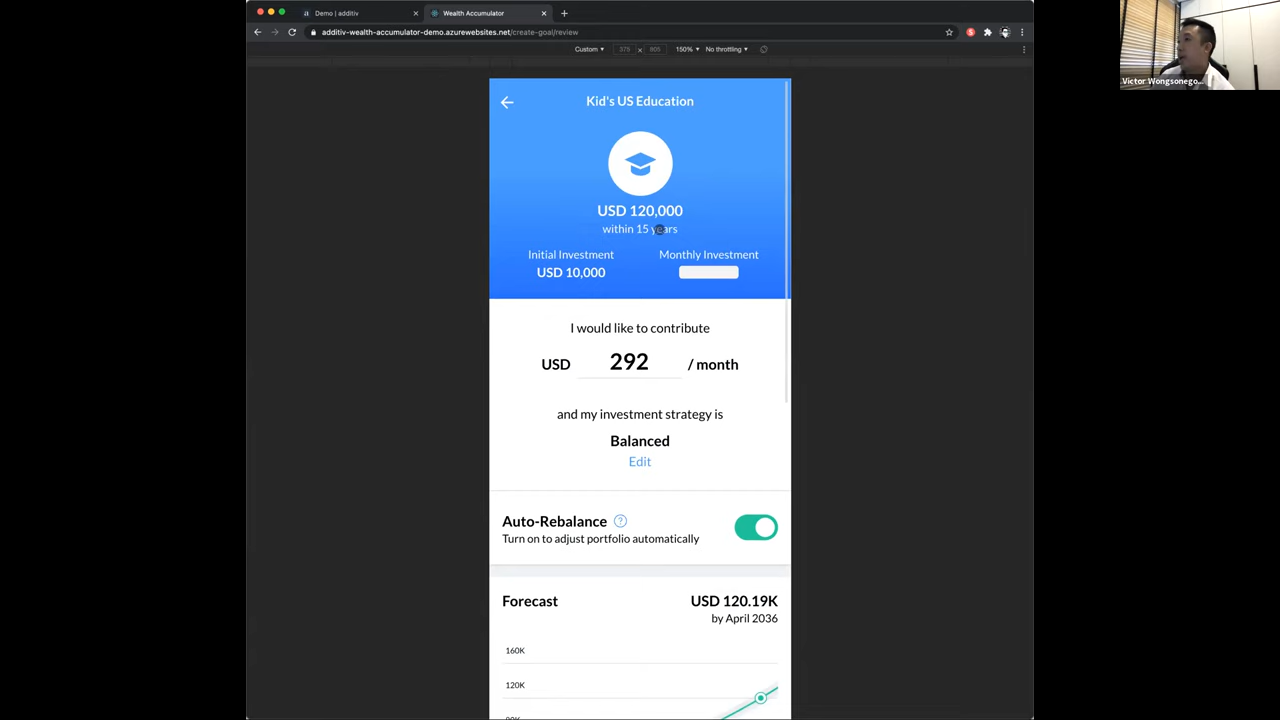 Demo | additiv
Wealth Accumulator
additiv-wealth-accumulator-demo.azurewebsites.net/create-goal/review
Custom 375 × 805 150% No throttling
Victor Wongsonego...
Kid's US Education
USD 120,000
within 15 years
Initial Investment
Monthly Investment
USD 10,000
I would like to contribute
USD 292 / month
and my investment strategy is
Balanced
Edit
Auto-Rebalance ?
Turn on to adjust portfolio automatically
Forecast
USD 120.19K
by April 2036
160K
120K